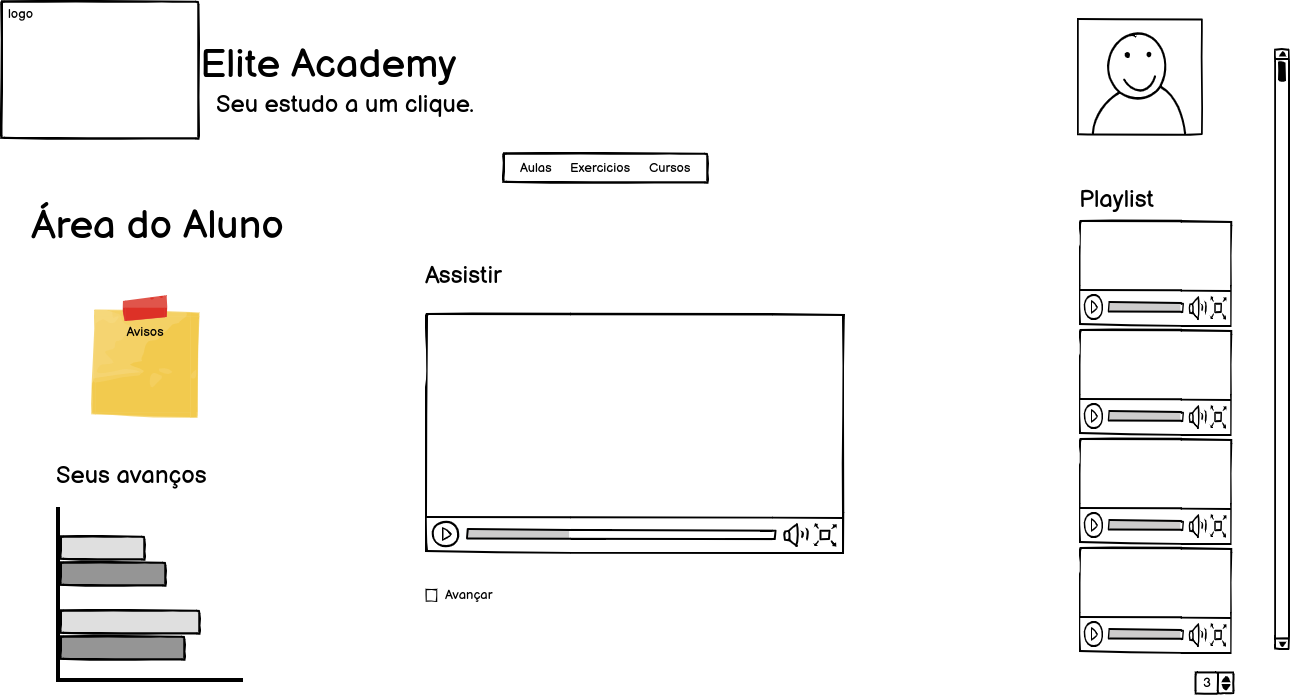 logo
Elite Academy
Seu estudo a um clique.
Aulas Exercicios Cursos
Playlist
Área do Aluno
Assistir
Avisos
Seus avanços
Avançar
3